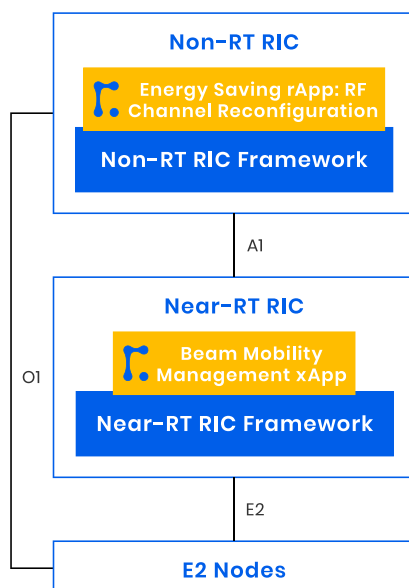 Non-RT RIC
Energy Saving rApp: RF
Channel Reconfiguration
Non-RT RIC Framework
A1
Near-RT RIC
Beam Mobility
Management xApp
O1
Near-RT RIC Framework
E2
E2 Nodes